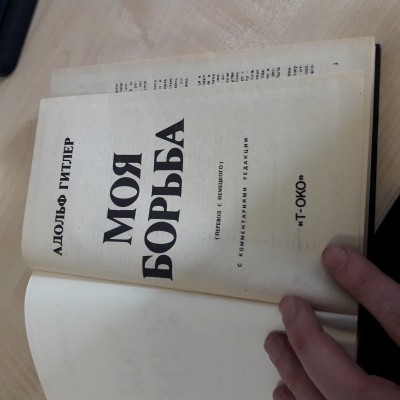 АДОЛЬФ ГИТЛЕР
МОЯ
БОРЬБА
(ПЕРЕВОД С НЕМЕЦКОГО)
С КОММЕНТАРИЯМИ РЕДАКЦИИ
«Т-ОКО»